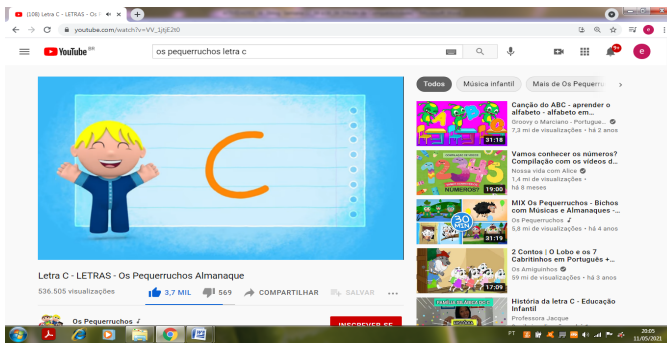 (108) Letra C - LETRAS - Os
youtube.com/watch?v=VV_1jtjE2t0
YouTube BR
os pequerruchos letra c
9+
e
Todos
Música infantil
Mais de Os Pequerru
C
Canção do ABC - aprender o
alfabeto - alfabeto em...
Groovy o Marciano - Portugue...
7,3 mi de visualizações • há 2 anos
31:18
Vamos conhecer os números?
Compilação com os vídeos d...
Nossa vida com Alice
1,4 mi de visualizações •
há 8 meses
NÚMEROS?
19:00
MIX Os Pequerruchos - Bichos
com Músicas e Almanaques -...
Os Pequerruchos
5,8 mi de visualizações • há 4 anos
30
MIN
31:19
2 Contos | O Lobo e os 7
Cabritinhos em Português +...
Os Amiguinhos
59 mi de visualizações • há 3 anos
17:09
História da letra C - Educação
Infantil
Professora Jacque
Letra C - LETRAS - Os Pequerruchos Almanaque
536.505 visualizações
3,7 MIL
569
COMPARTILHAR
SALVAR
Os Pequerruchos
INSCREVER-SE
PT
20:05
11/05/2021